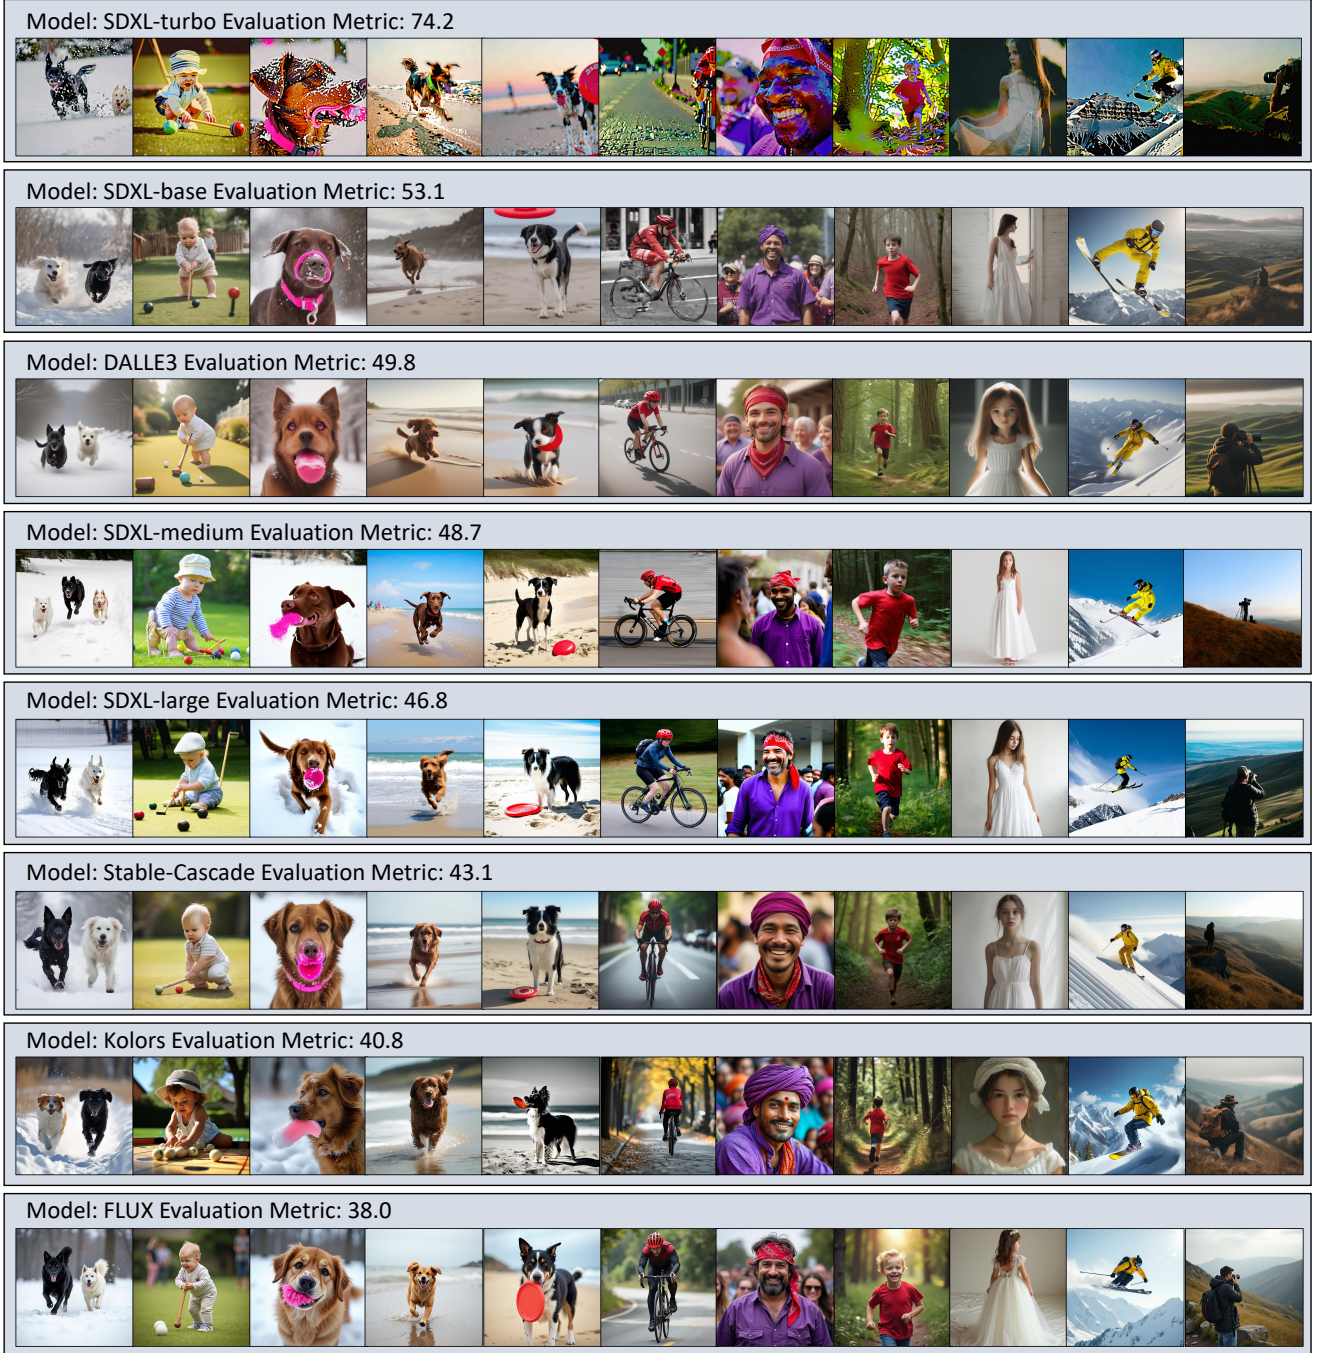 Model: SDXL-turbo Evaluation Metric: 74.2
Model: SDXL-base Evaluation Metric: 53.1
Model: DALLE3 Evaluation Metric: 49.8
Model: SDXL-medium Evaluation Metric: 48.7
Model: SDXL-large Evaluation Metric: 46.8
Model: Stable-Cascade Evaluation Metric: 43.1
Model: Kolors Evaluation Metric: 40.8
Model: FLUX Evaluation Metric: 38.0